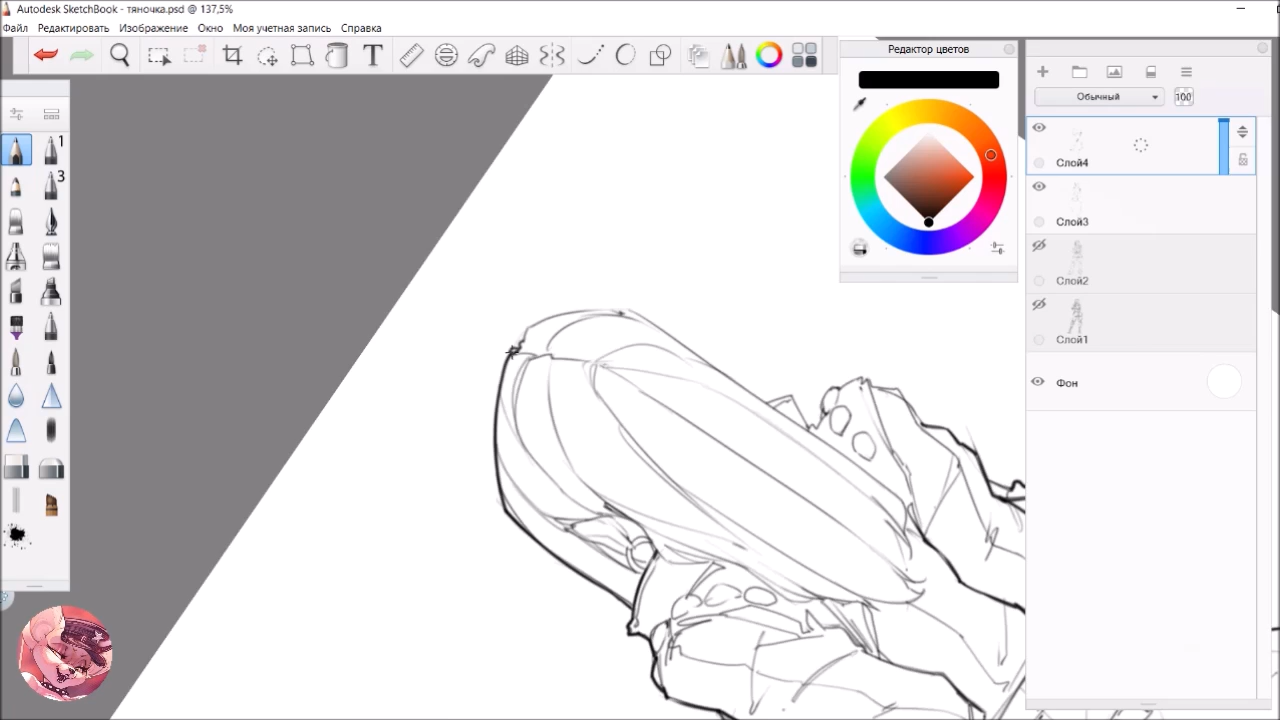 Autodesk SketchBook - тяночка.psd @ 137,5%
Файл Редактировать Изображение Окно Моя учетная запись Справка
T
Редактор цветов
1
3
Обычный 100
Слой4
Слой3
Слой2
Слой1
Фон